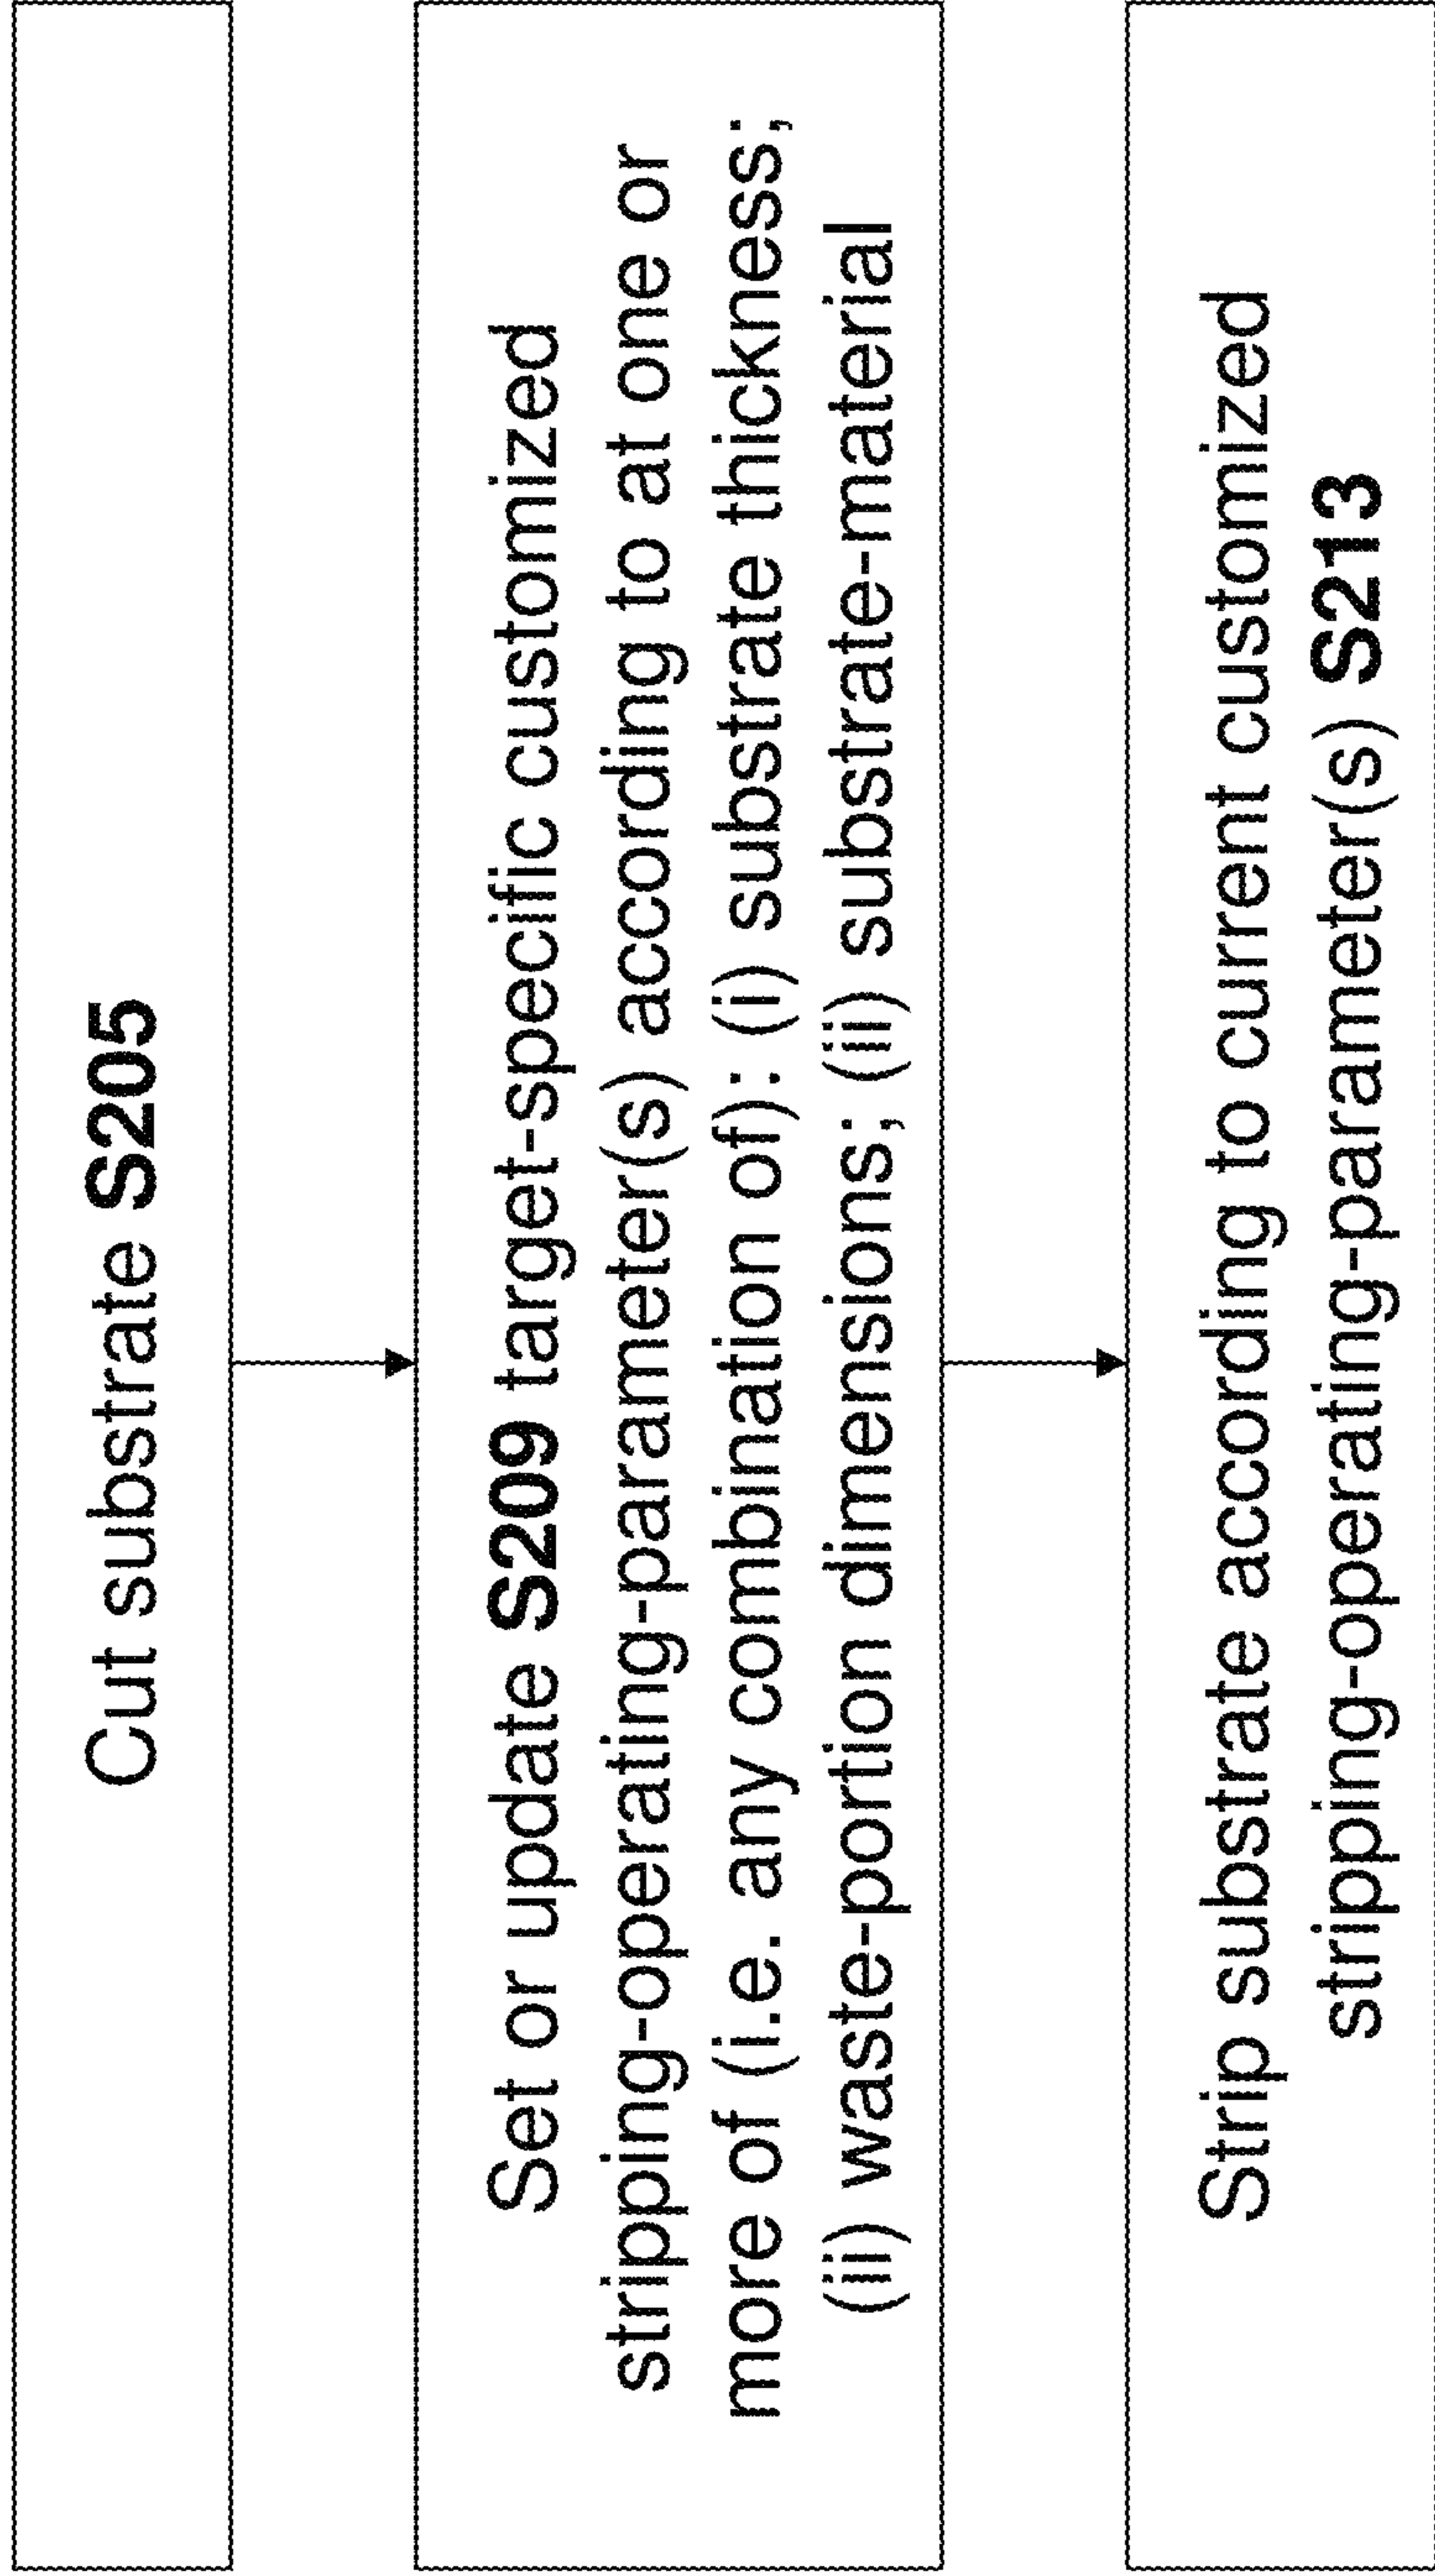 Cut substrate S205
Set or update S209 target-specific customized
stripping-operating-parameter(s) according to at one or
more of (i.e. any combination of): (i) substrate thickness;
(ii) waste-portion dimensions; (ii) substrate-material
Strip substrate according to current customized
stripping-operating-parameter(s) S213